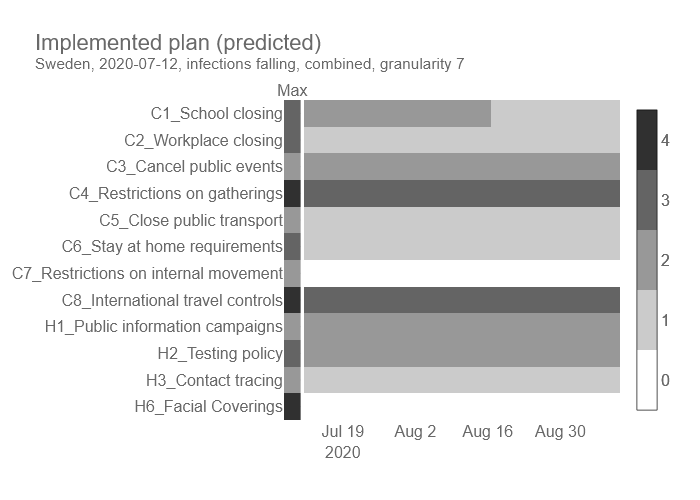 Implemented plan (predicted)
Sweden, 2020-07-12, infections falling, combined, granularity 7
Max
C1_School closing
C2_Workplace closing
C3_Cancel public events
C4_Restrictions on gatherings
C5_Close public transport
C6_Stay at home requirements
C7_Restrictions on internal movement
C8_International travel controls
H1_Public information campaigns
H2_Testing policy
H3_Contact tracing
H6_Facial Coverings
4
3
2
1
0
Jul 19 Aug 2 Aug 16 Aug 30
2020